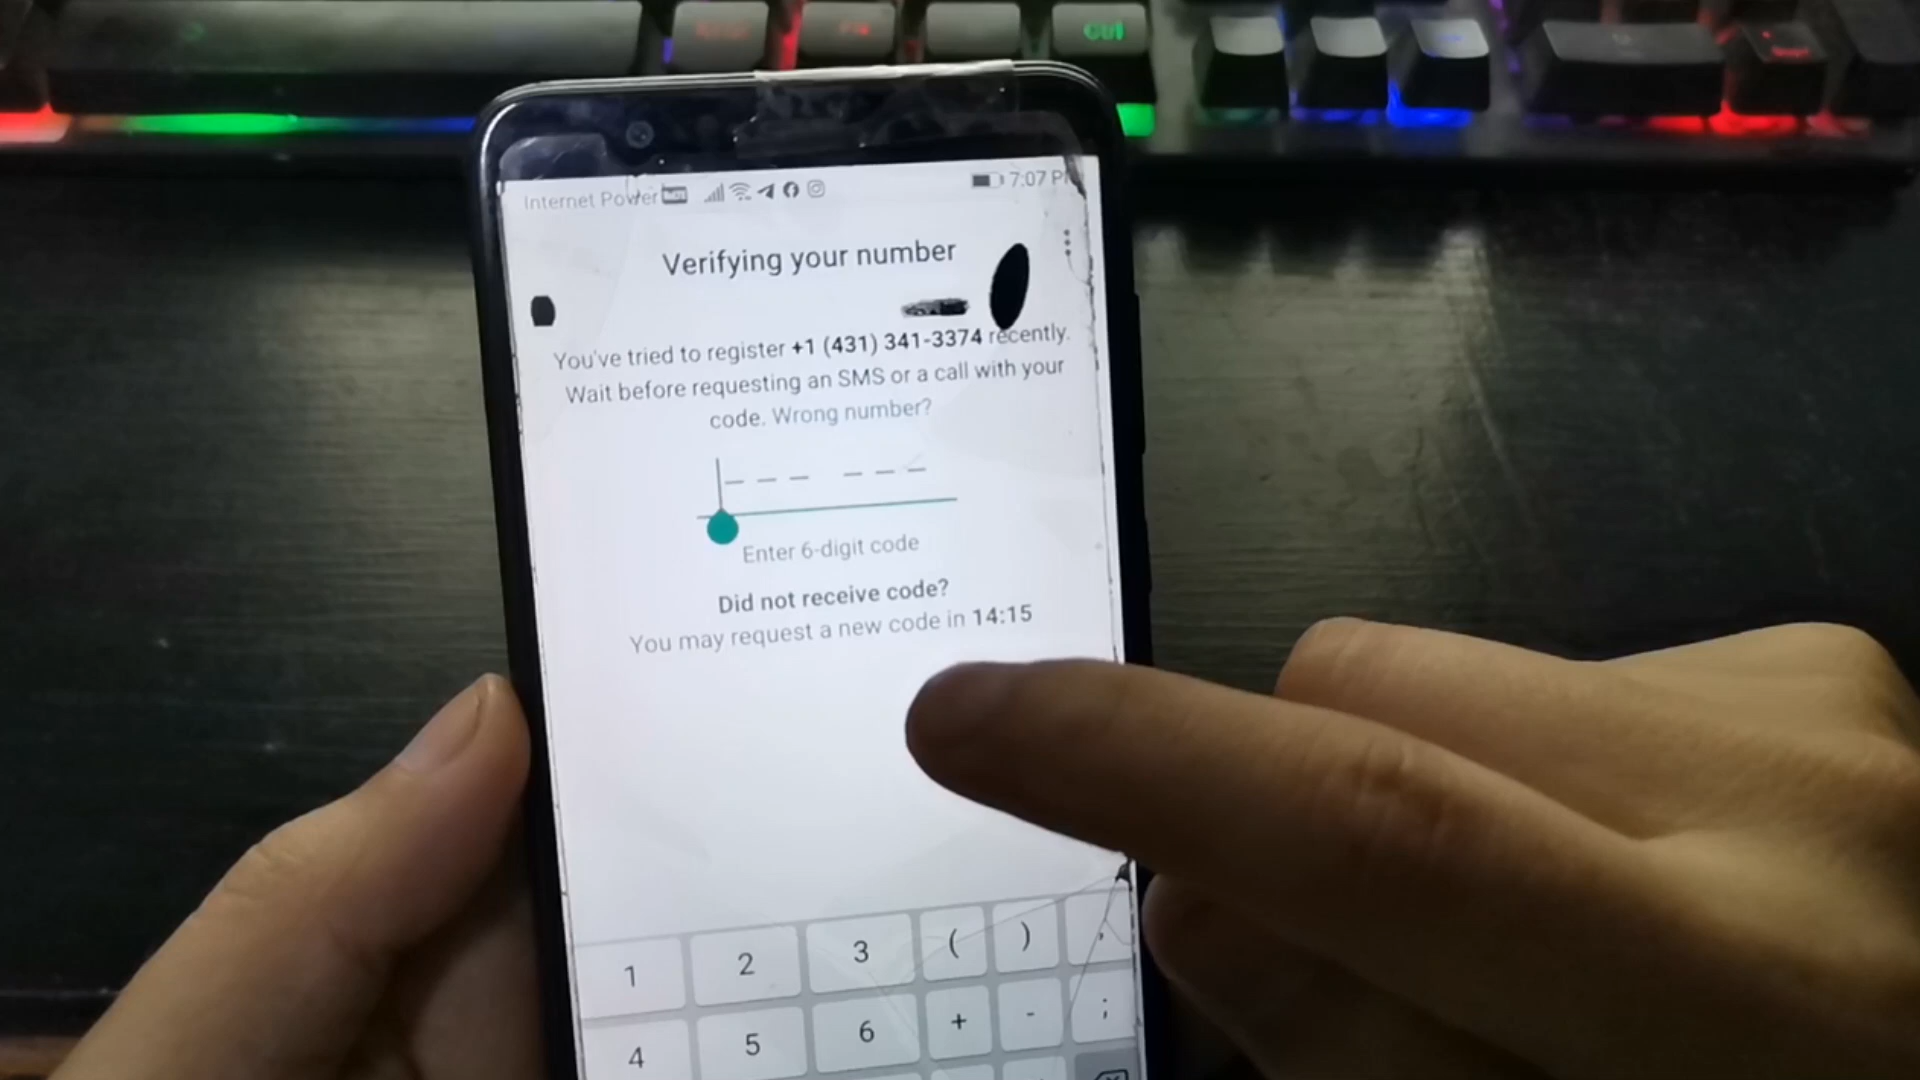 Ctrl
Internet Power
7:07 P
Verifying your number
You've tried to register +1 (431) 341-3374 recently.
Wait before requesting an SMS or a call with your
code. Wrong number?
Enter 6-digit code
Did not receive code?
You may request a new code in 14:15
1 2 3 ( ) ,
4 5 6 + - ;